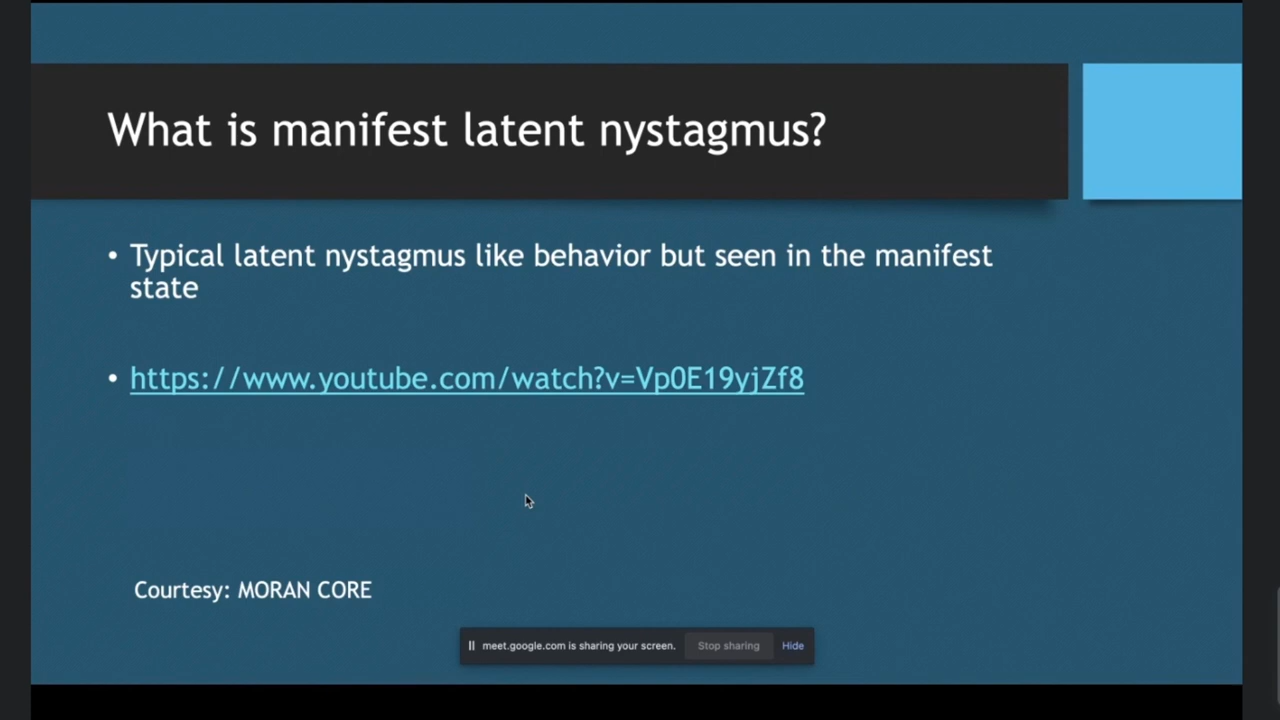 What is manifest latent nystagmus?
• Typical latent nystagmus like behavior but seen in the manifest
state
• https://www.youtube.com/watch?v=Vp0E19yjZf8
Courtesy: MORAN CORE
meet.google.com is sharing your screen. Stop sharing Hide